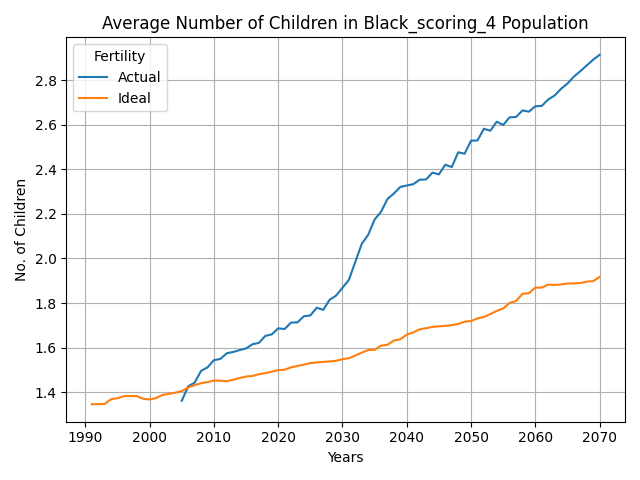 Average Number of Children in Black_scoring_4 Population
Fertility
Actual
Ideal
No. of Children
2.8
2.6
2.4
2.2
2.0
1.8
1.6
1.4
1990 2000 2010 2020 2030 2040 2050 2060 2070
Years